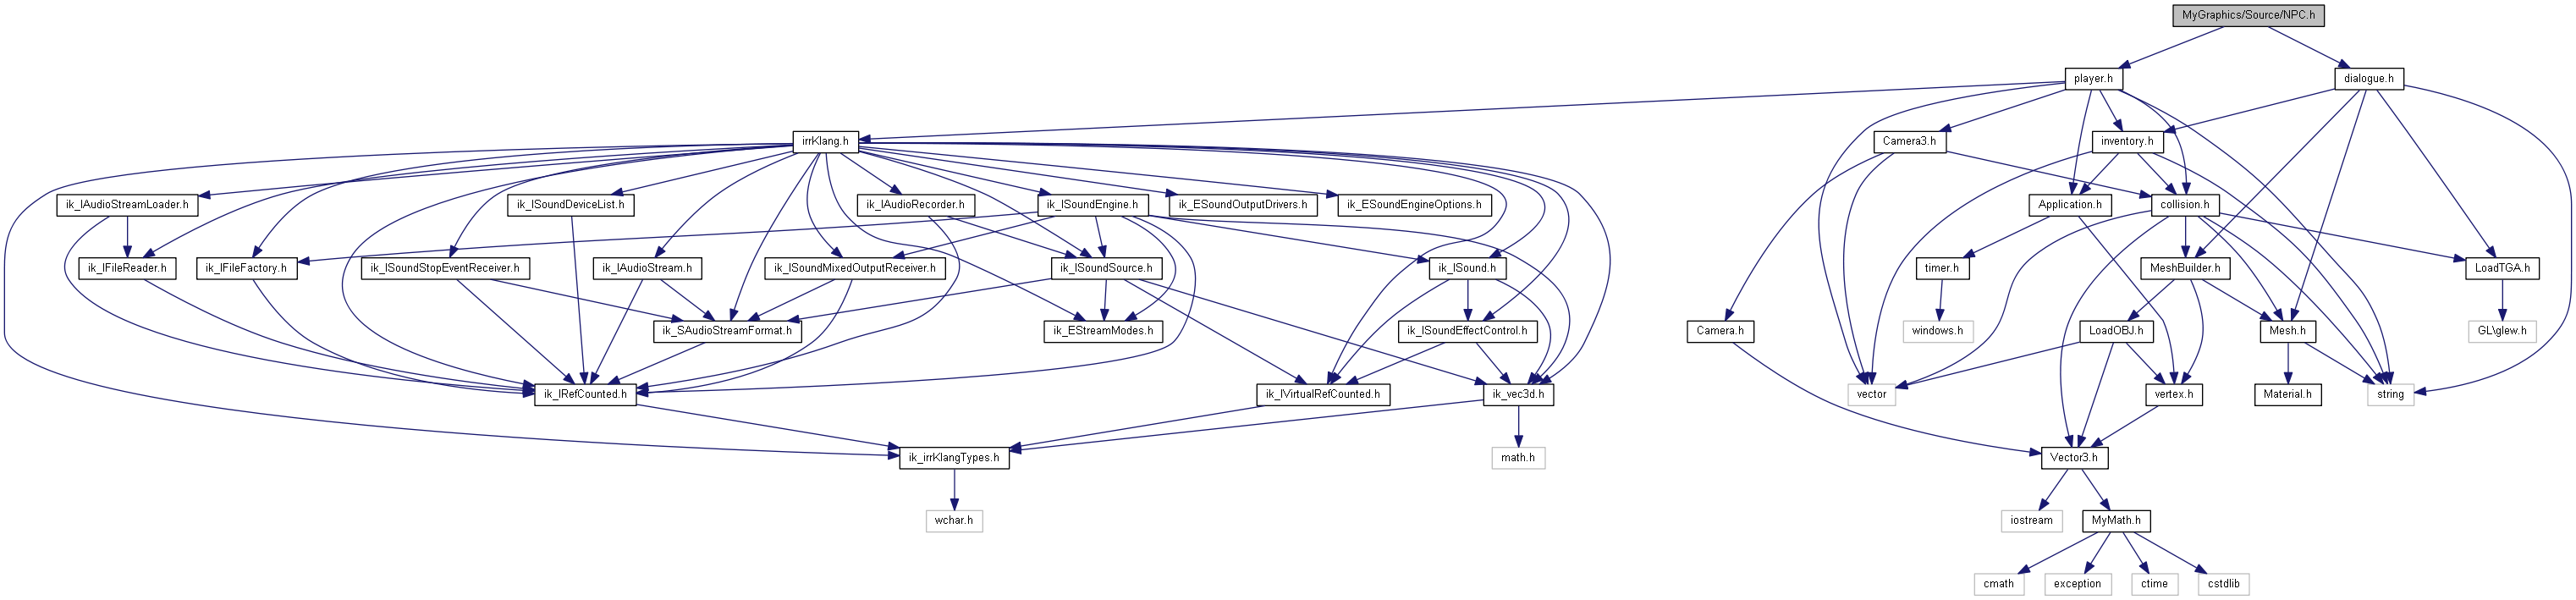 MyGraphics/Source/NPC.h
player.h
dialogue.h
irrKlang.h
Camera3.h
inventory.h
ik_IAudioStreamLoader.h
ik_ISoundDeviceList.h
ik_IAudioRecorder.h
ik_ISoundEngine.h
ik_ESoundOutputDrivers.h
ik_ESoundEngineOptions.h
Application.h
collision.h
ik_IFileReader.h
ik_IFileFactory.h
ik_ISoundStopEventReceiver.h
ik_IAudioStream.h
ik_ISoundMixedOutputReceiver.h
ik_ISoundSource.h
ik_ISound.h
timer.h
MeshBuilder.h
LoadTGA.h
ik_SAudioStreamFormat.h
ik_EStreamModes.h
ik_ISoundEffectControl.h
Camera.h
windows.h
LoadOBJ.h
Mesh.h
GL\glew.h
ik_IRefCounted.h
ik_IVirtualRefCounted.h
ik_vec3d.h
vector
vertex.h
Material.h
string
ik_irrKlangTypes.h
math.h
Vector3.h
wchar.h
iostream
MyMath.h
cmath
exception
ctime
cstdlib